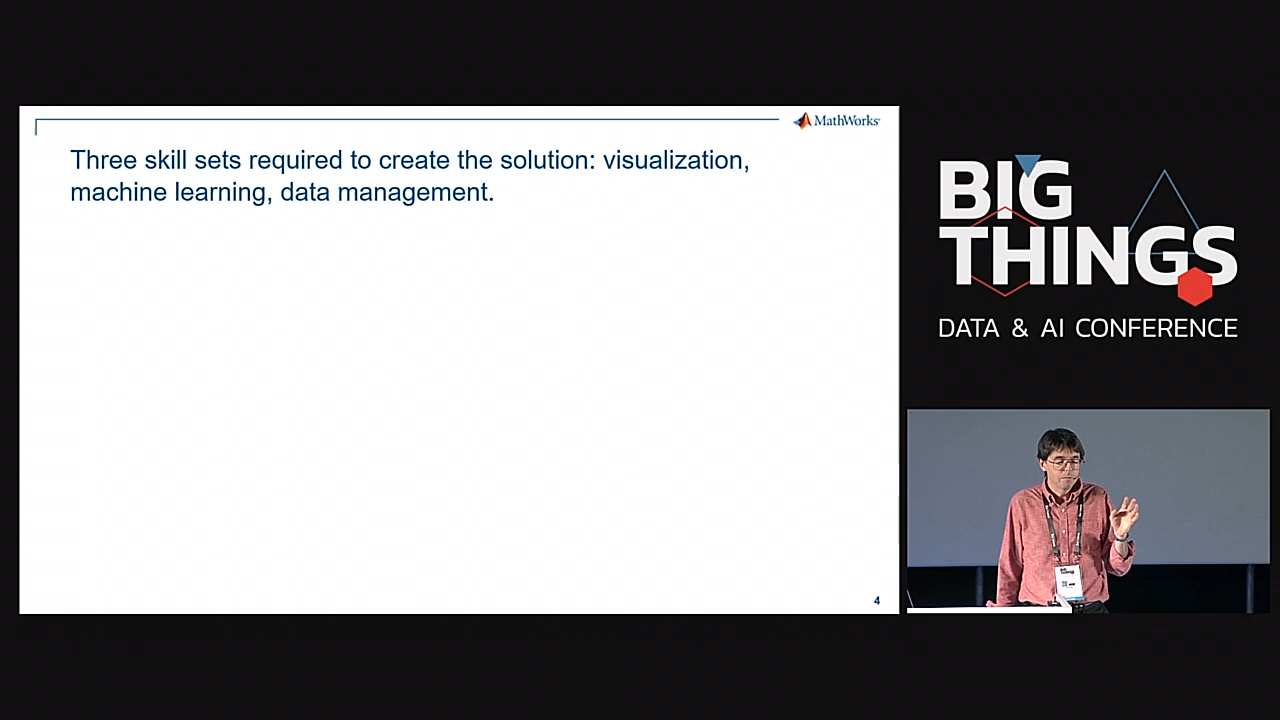 MathWorks®
Three skill sets required to create the solution: visualization,
machine learning, data management.
4
BIG
THINGS
DATA & AI CONFERENCE